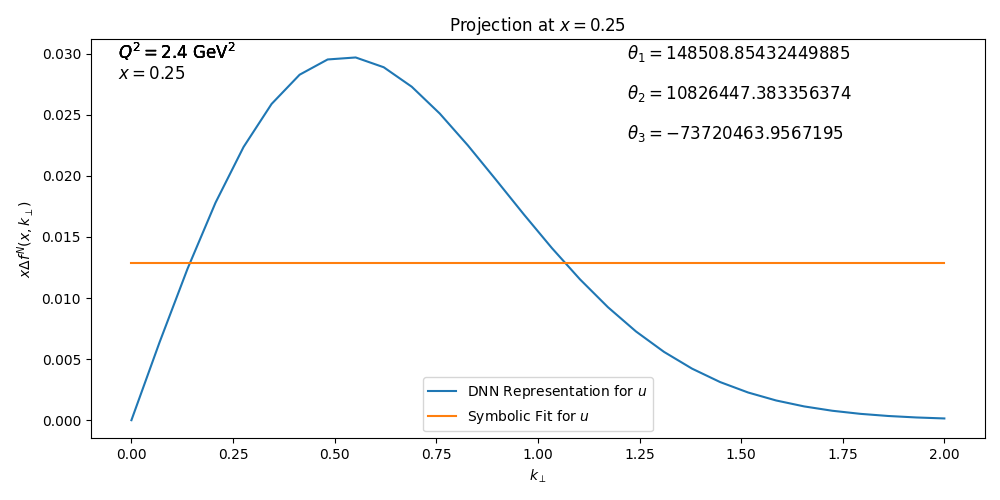 Projection at x = 0.25
Q² = 2.4 GeV²
x = 0.25
θ₁ = 148508.85432449885
θ₂ = 10826447.383356374
θ₃ = −73720463.9567195
xΔfᴺ(x, k⊥)
0.030
0.025
0.020
0.015
0.010
0.005
0.000
DNN Representation for u
Symbolic Fit for u
0.00 0.25 0.50 0.75 1.00 1.25 1.50 1.75 2.00
k⊥